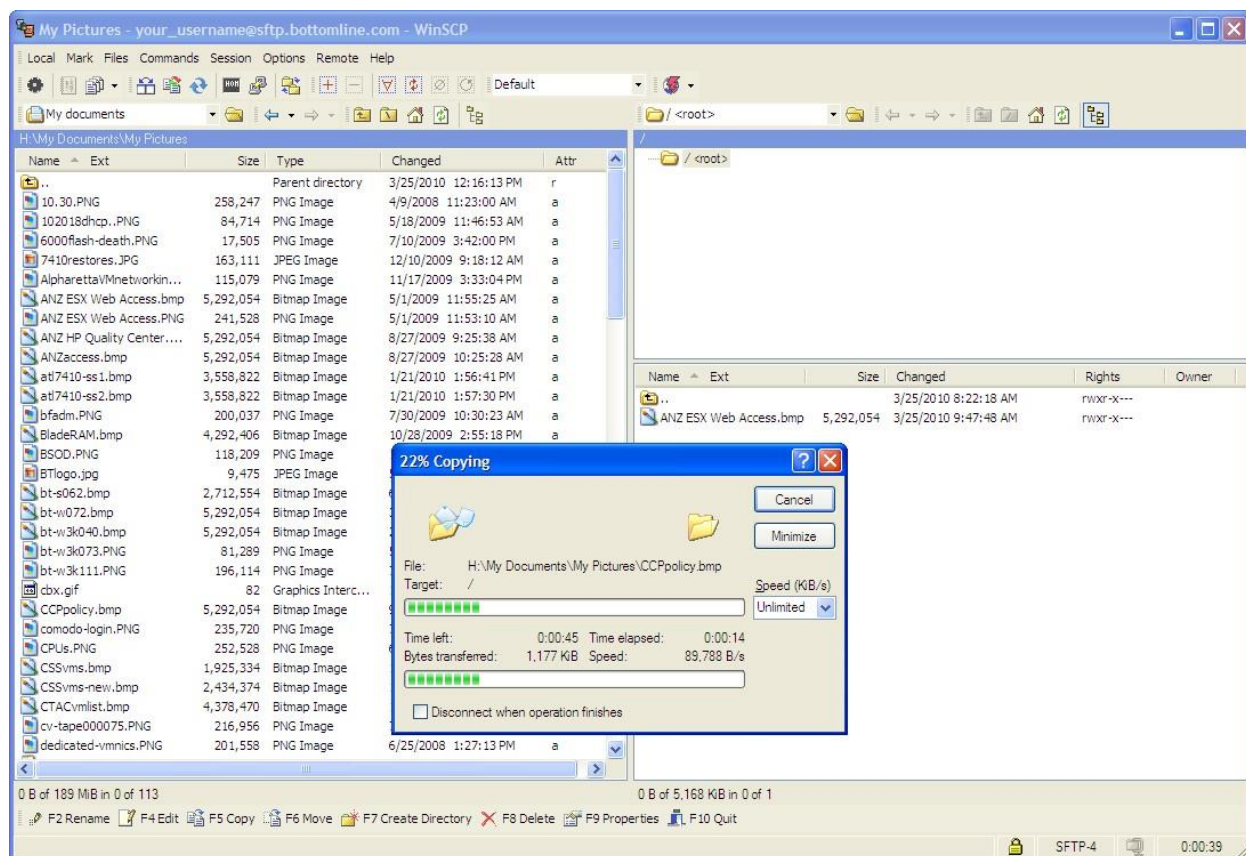 My Pictures - your_username@sftp.bottomline.com - WinSCP
Local Mark Files Commands Session Options Remote Help
Default
My documents
/ <root>
H:\My Documents\My Pictures
/
Name Ext Size Type Changed Attr
/ <root>
.. Parent directory 3/25/2010 12:16:13 PM r
10.30.PNG 258,247 PNG Image 4/9/2008 11:23:00 AM a
102018dhcp..PNG 84,714 PNG Image 5/18/2009 11:46:53 AM a
6000flash-death.PNG 17,505 PNG Image 7/10/2009 3:42:00 PM a
7410restores.JPG 163,111 JPEG Image 12/10/2009 9:18:12 AM a
AlpharettaVMnetworkin... 115,079 PNG Image 11/17/2009 3:33:04 PM a
ANZ ESX Web Access.bmp 5,292,054 Bitmap Image 5/1/2009 11:55:25 AM a
ANZ ESX Web Access.PNG 241,528 PNG Image 5/1/2009 11:53:10 AM a
ANZ HP Quality Center.... 5,292,054 Bitmap Image 8/27/2009 9:25:38 AM a
ANZaccess.bmp 5,292,054 Bitmap Image 8/27/2009 10:25:28 AM a
atl7410-ss1.bmp 3,558,822 Bitmap Image 1/21/2010 1:56:41 PM a
atl7410-ss2.bmp 3,558,822 Bitmap Image 1/21/2010 1:57:30 PM a
bfadm.PNG 200,037 PNG Image 7/30/2009 10:30:23 AM a
BladeRAM.bmp 4,292,406 Bitmap Image 10/28/2009 2:55:18 PM a
BSOD.PNG 118,209 PNG Image
BTlogo.jpg 9,475 JPEG Image
bt-s062.bmp 2,712,554 Bitmap Image
bt-w072.bmp 5,292,054 Bitmap Image
bt-w3k040.bmp 5,292,054 Bitmap Image
bt-w3k073.PNG 81,289 PNG Image
bt-w3k111.PNG 196,114 PNG Image
cbx.gif 82 Graphics Interc...
CCPpolicy.bmp 5,292,054 Bitmap Image
comodo-login.PNG 235,720 PNG Image
CPUs.PNG 252,528 PNG Image
CSSvms.bmp 1,925,334 Bitmap Image
CSSvms-new.bmp 2,434,374 Bitmap Image
CTACvmlist.bmp 4,378,470 Bitmap Image
cv-tape000075.PNG 216,956 PNG Image
dedicated-vmnics.PNG 201,558 PNG Image 6/25/2008 1:27:13 PM a
Name Ext Size Changed Rights Owner
.. 3/25/2010 8:22:18 AM rwxr-x---
ANZ ESX Web Access.bmp 5,292,054 3/25/2010 9:47:48 AM rwxr-x---
22% Copying
Cancel
Minimize
File: H:\My Documents\My Pictures\CCPpolicy.bmp
Target: /
Speed (KiB/s)
Unlimited
Time left: 0:00:45 Time elapsed: 0:00:14
Bytes transferred: 1,177 KiB Speed: 89,788 B/s
Disconnect when operation finishes
0 B of 189 MiB in 0 of 113
0 B of 5,168 KiB in 0 of 1
F2 Rename F4 Edit F5 Copy F6 Move F7 Create Directory F8 Delete F9 Properties F10 Quit
SFTP-4 0:00:39